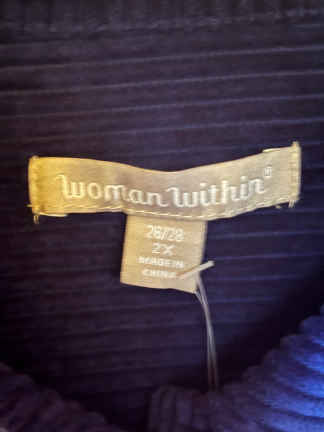 woman within®
26/28
2X
MADE IN
CHINA